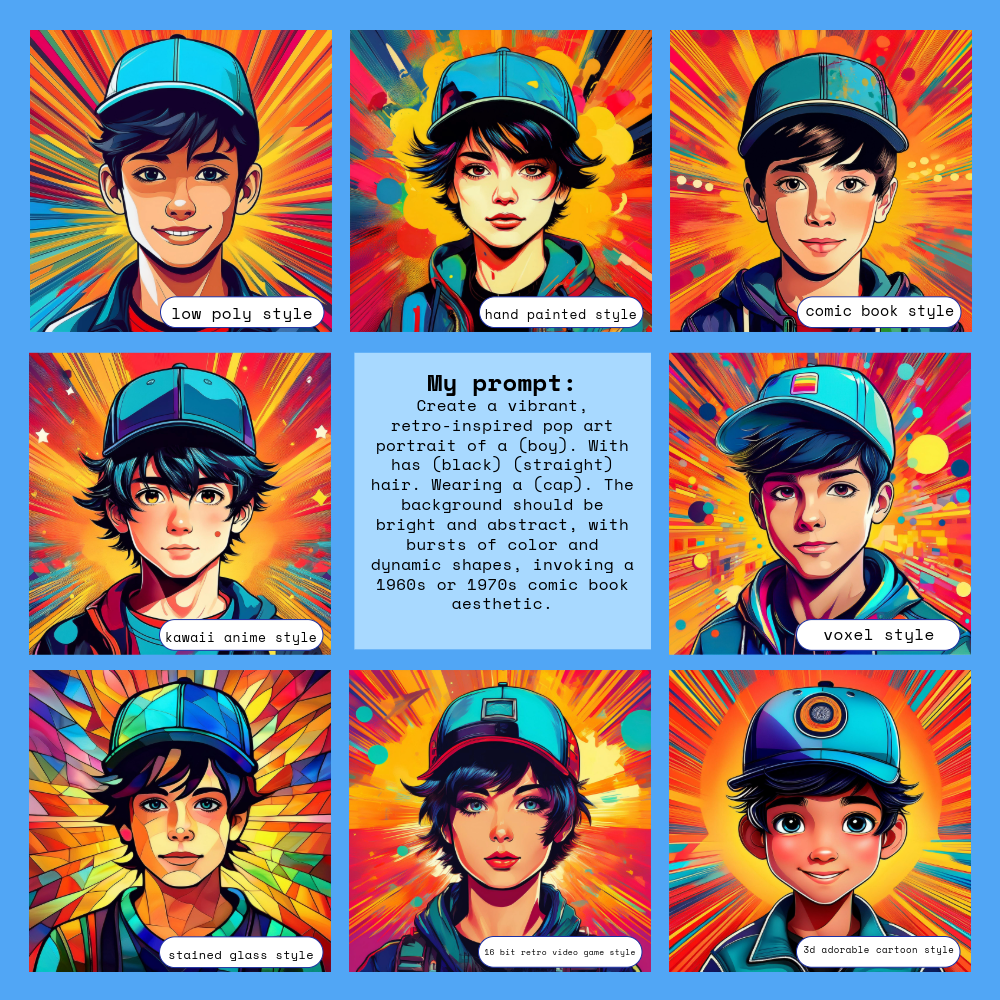 low poly style
hand painted style
comic book style
kawaii anime style
My prompt:
Create a vibrant,
retro-inspired pop art
portrait of a (boy). With
has (black) (straight)
hair. Wearing a (cap). The
background should be
bright and abstract, with
bursts of color and
dynamic shapes, invoking a
1960s or 1970s comic book
aesthetic.
voxel style
stained glass style
16 bit retro video game style
3d adorable cartoon style